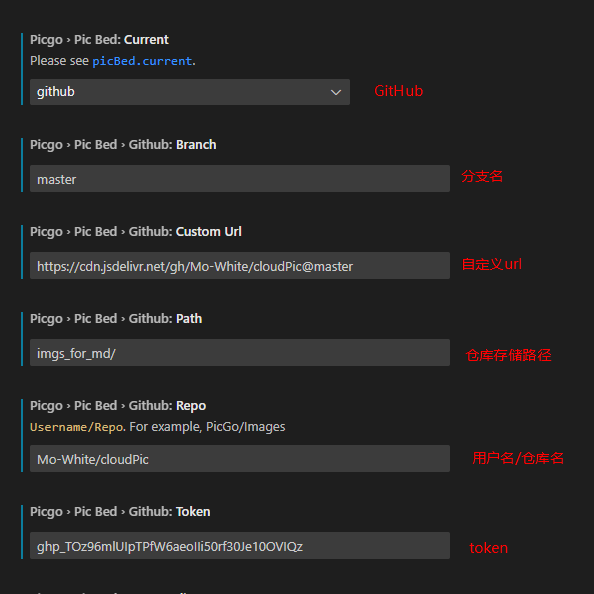 Picgo › Pic Bed: Current
Please see picBed.current.
github GitHub
Picgo › Pic Bed › Github: Branch
master 分支名
Picgo › Pic Bed › Github: Custom Url
https://cdn.jsdelivr.net/gh/Mo-White/cloudPic@master 自定义url
Picgo › Pic Bed › Github: Path
imgs_for_md/ 仓库存储路径
Picgo › Pic Bed › Github: Repo
Username/Repo. For example, PicGo/Images
Mo-White/cloudPic 用户名/仓库名
Picgo › Pic Bed › Github: Token
token